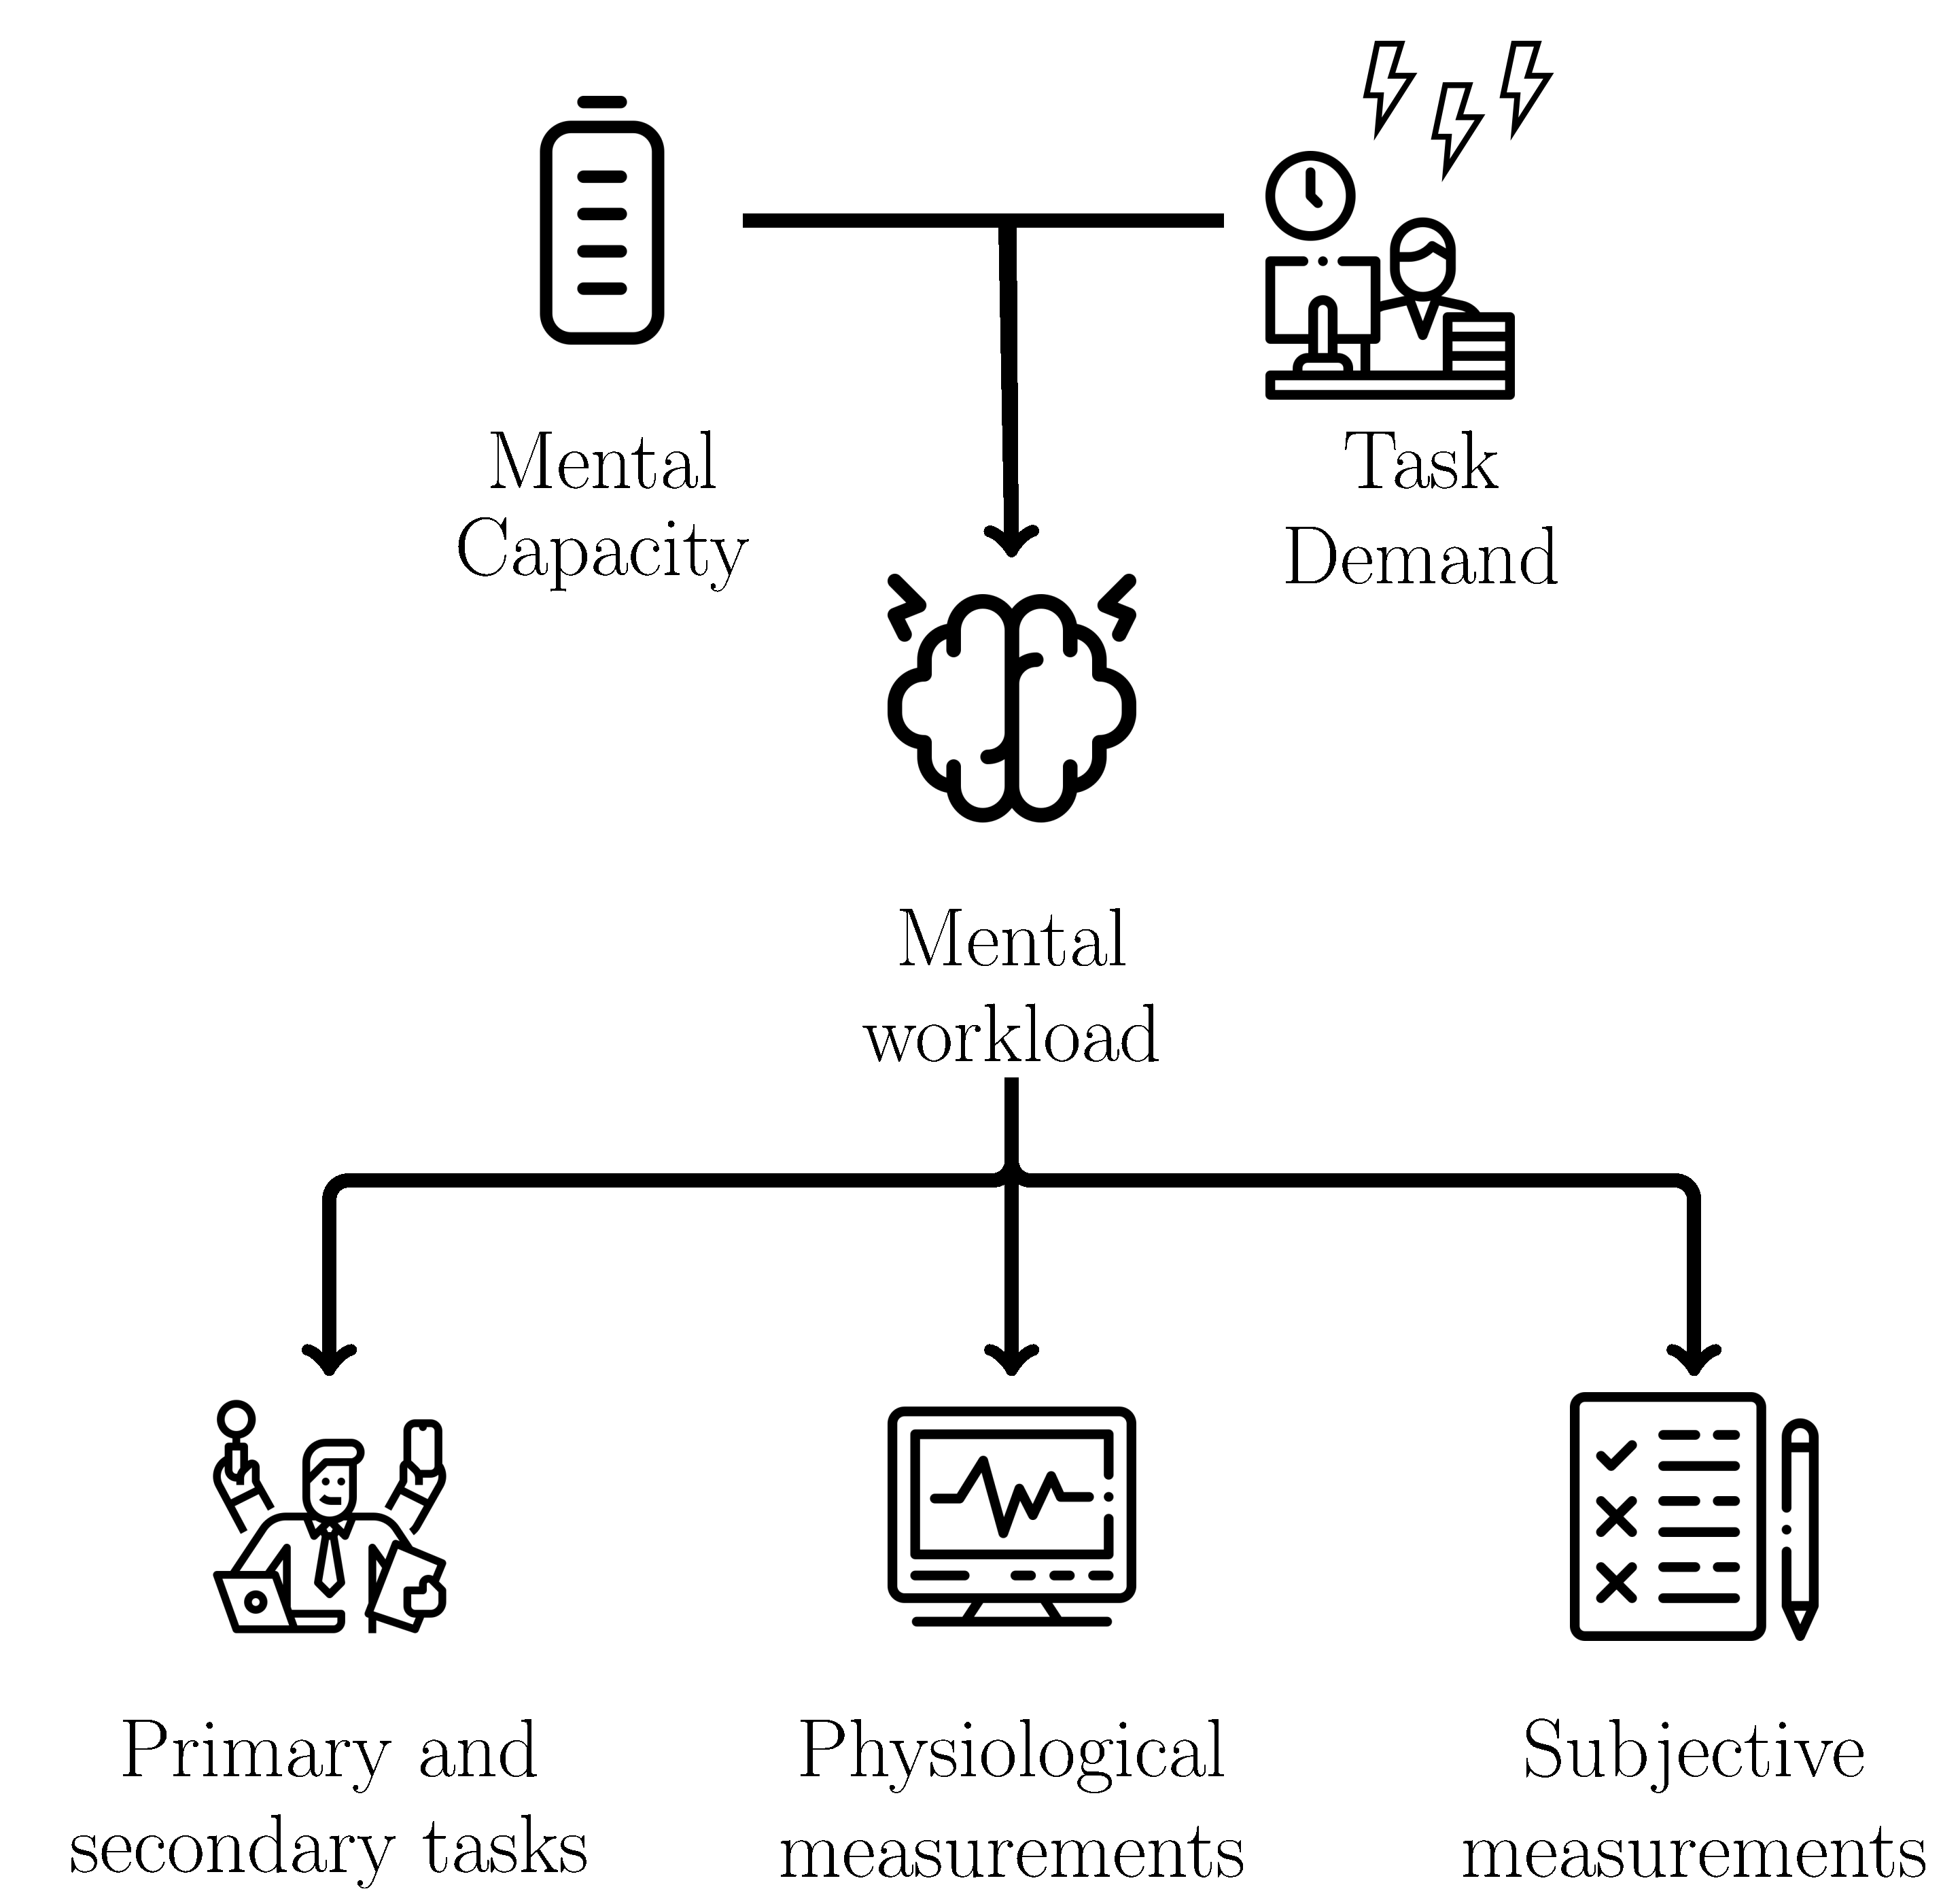 Mental
Capacity
Task
Demand
Mental
workload
Primary and
secondary tasks
Physiological
measurements
Subjective
measurements